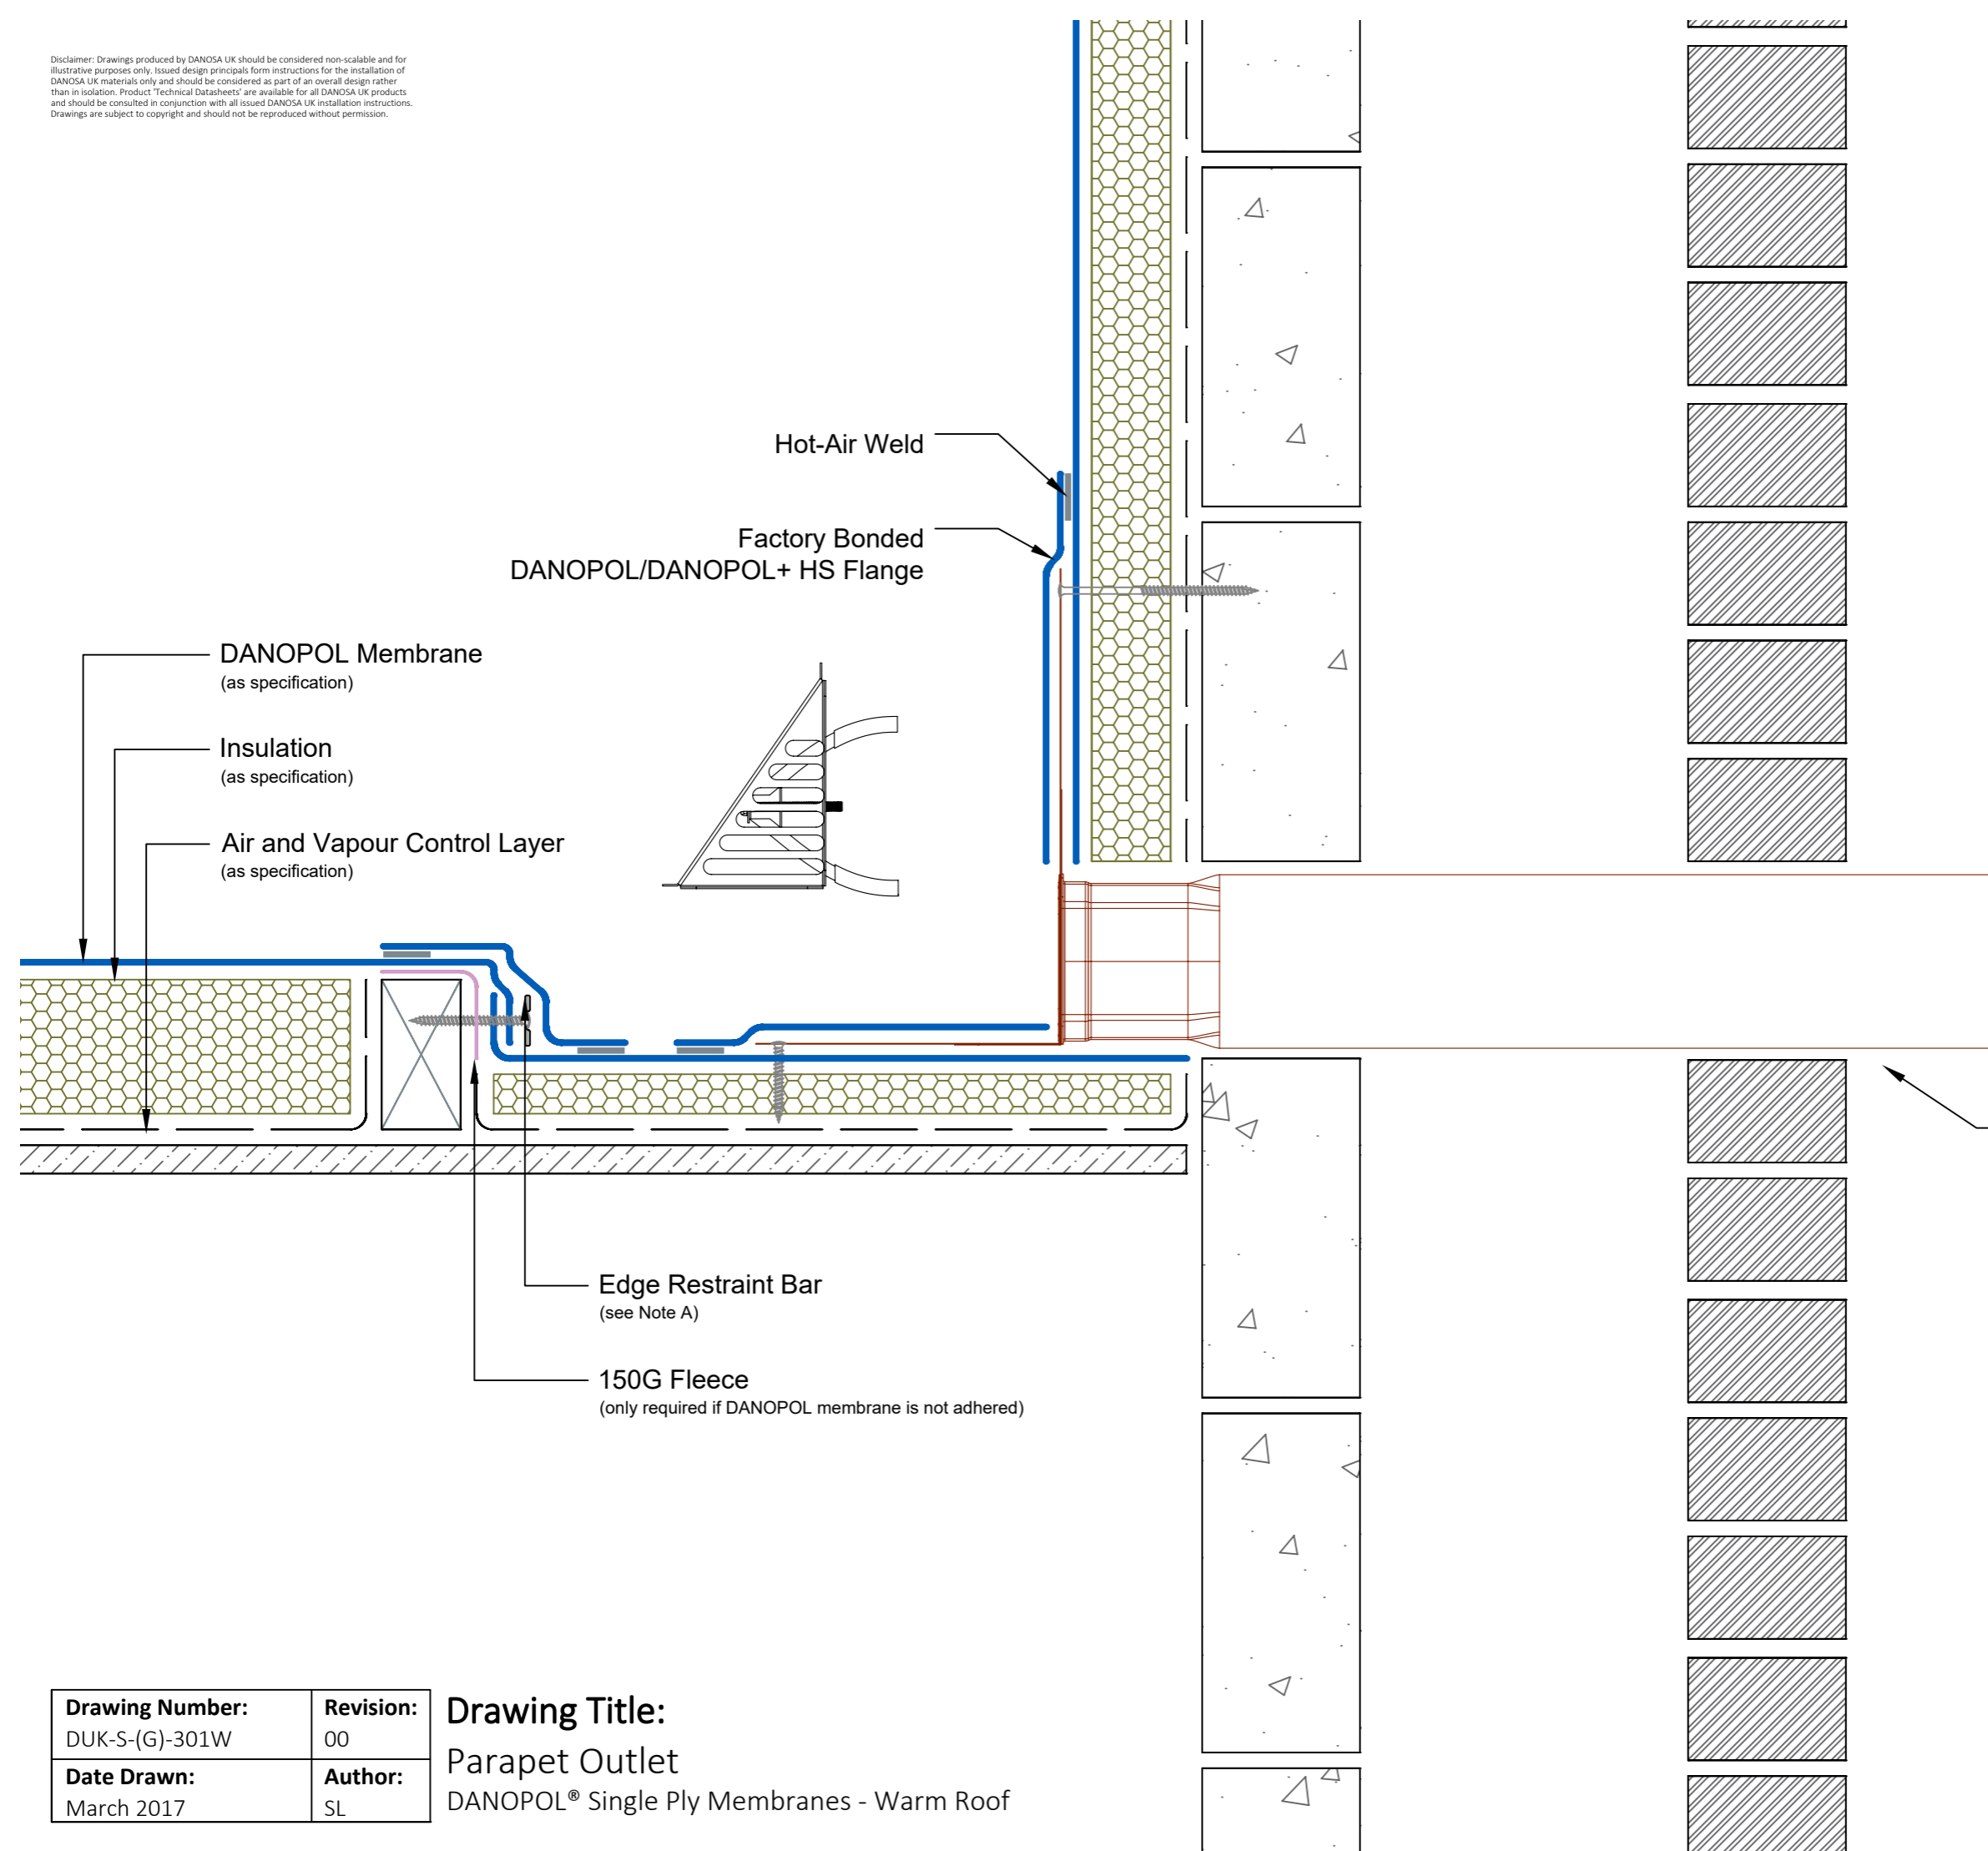 Disclaimer: Drawings produced by DANOSA UK should be considered non-scalable and for
illustrative purposes only. Issued design principals form instructions for the installation of
DANOSA UK materials only and should be considered as part of an overall design rather
than in isolation. Product 'Technical Datasheets' are available for all DANOSA UK products
and should be consulted in conjunction with all issued DANOSA UK installation instructions.
Drawings are subject to copyright and should not be reproduced without permission.
Hot-Air Weld
Factory Bonded
DANOPOL/DANOPOL+ HS Flange
DANOPOL Membrane
(as specification)
Insulation
(as specification)
Air and Vapour Control Layer
(as specification)
Edge Restraint Bar
(see Note A)
150G Fleece
(only required if DANOPOL membrane is not adhered)
Drawing Number:
DUK-S-(G)-301W
Revision:
00
Date Drawn:
March 2017
Author:
SL
Drawing Title:
Parapet Outlet
DANOPOL® Single Ply Membranes - Warm Roof